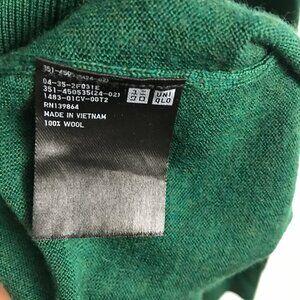 04-35-2F031E
351-450535(24-02)
1483-01CV-00T2
RN139864
MADE IN VIETNAM
100% WOOL
ユニ
クロ
UNI
QLO